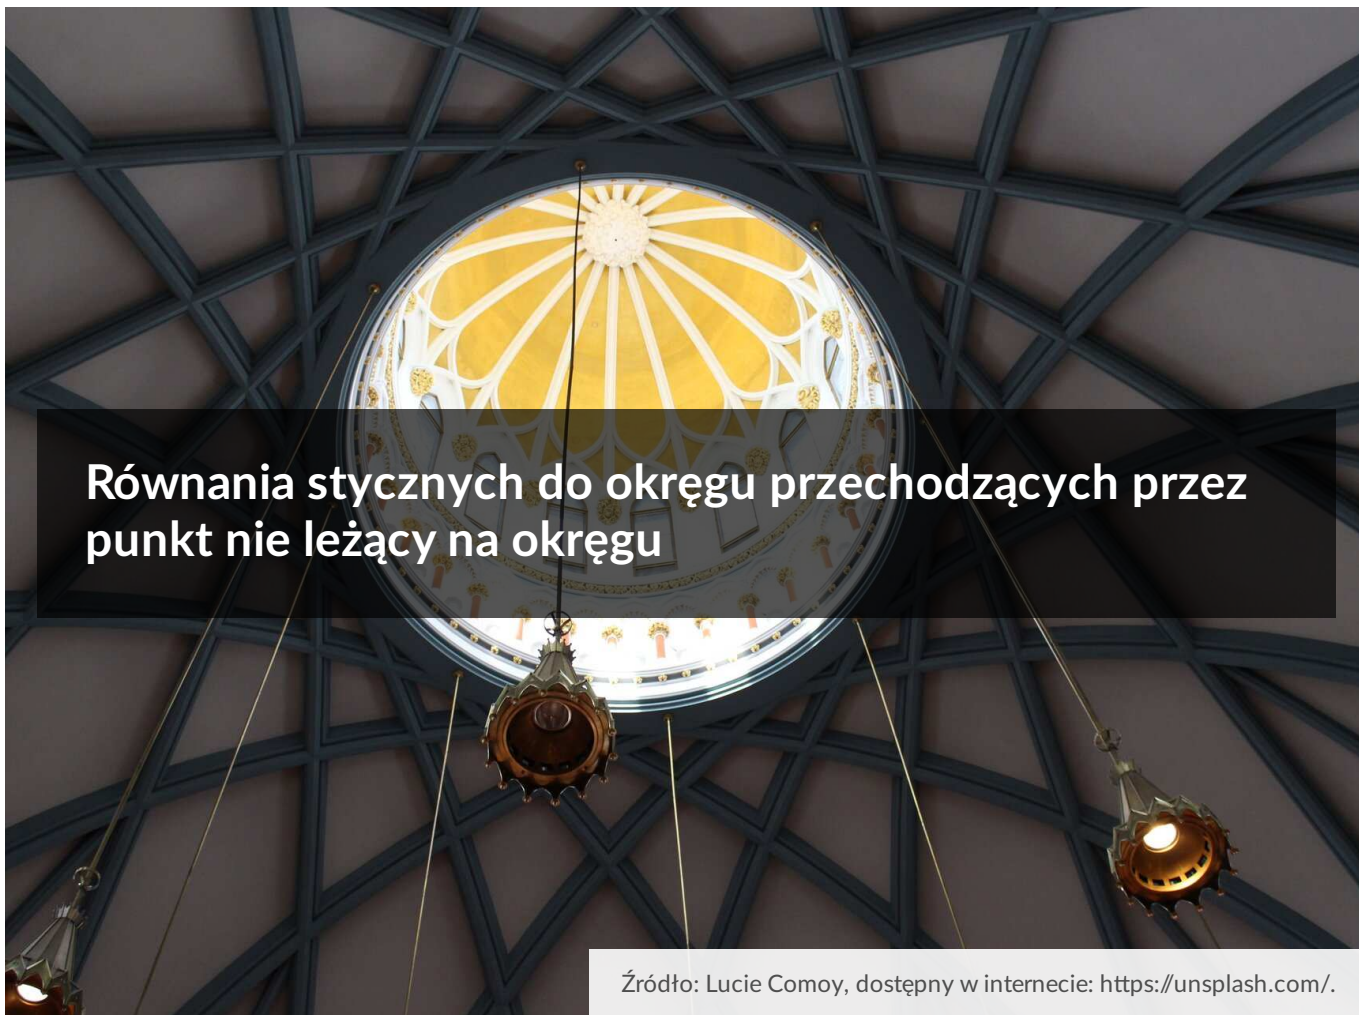 Równania stycznych do okręgu przechodzących przez
punkt nie leżący na okręgu
Źródło: Lucie Comoy, dostępny w internecie: https://unsplash.com/.